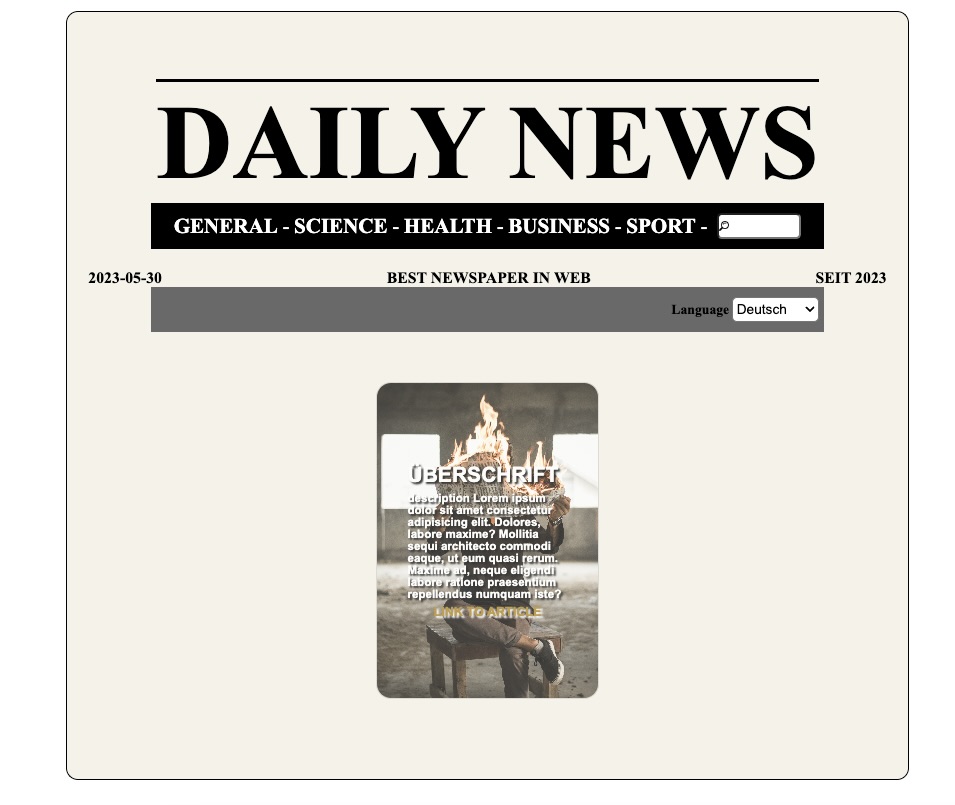 DAILY NEWS
GENERAL - SCIENCE - HEALTH - BUSINESS - SPORT -
2023-05-30 BEST NEWSPAPER IN WEB SEIT 2023
Language Deutsch
ÜBERSCHRIFT
description Lorem ipsum
dolor sit amet consectetur
adipisicing elit. Dolores,
labore maxime? Mollitia
sequi architecto commodi
eaque, ut eum quasi rerum.
Maxime ad, neque eligendi
labore ratione praesentium
repellendus numquam iste?
LINK TO ARTICLE